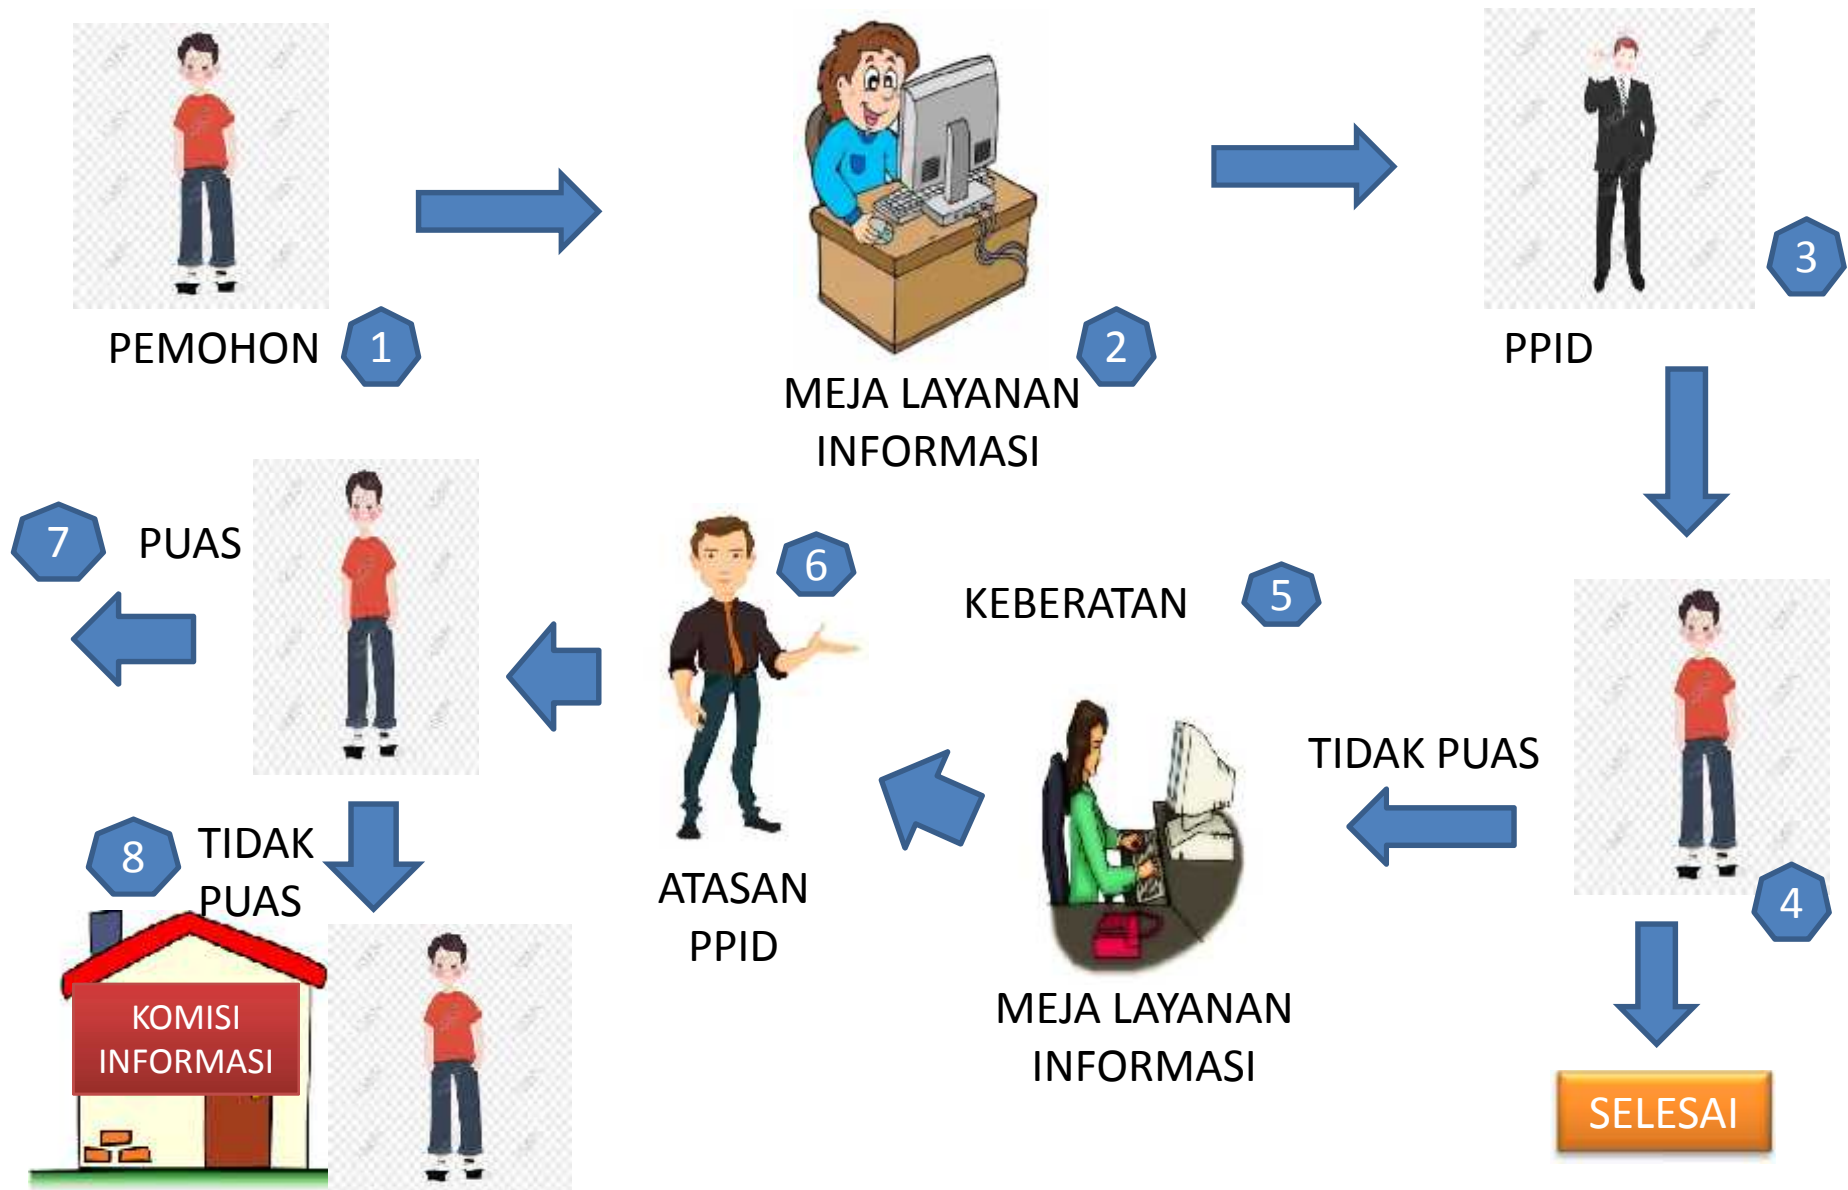 PEMOHON
1
MEJA LAYANAN
INFORMASI
2
PPID
3
7
PUAS
6
KEBERATAN
5
TIDAK PUAS
4
8
TIDAK
PUAS
ATASAN
PPID
KOMISI
INFORMASI
MEJA LAYANAN
INFORMASI
SELESAI